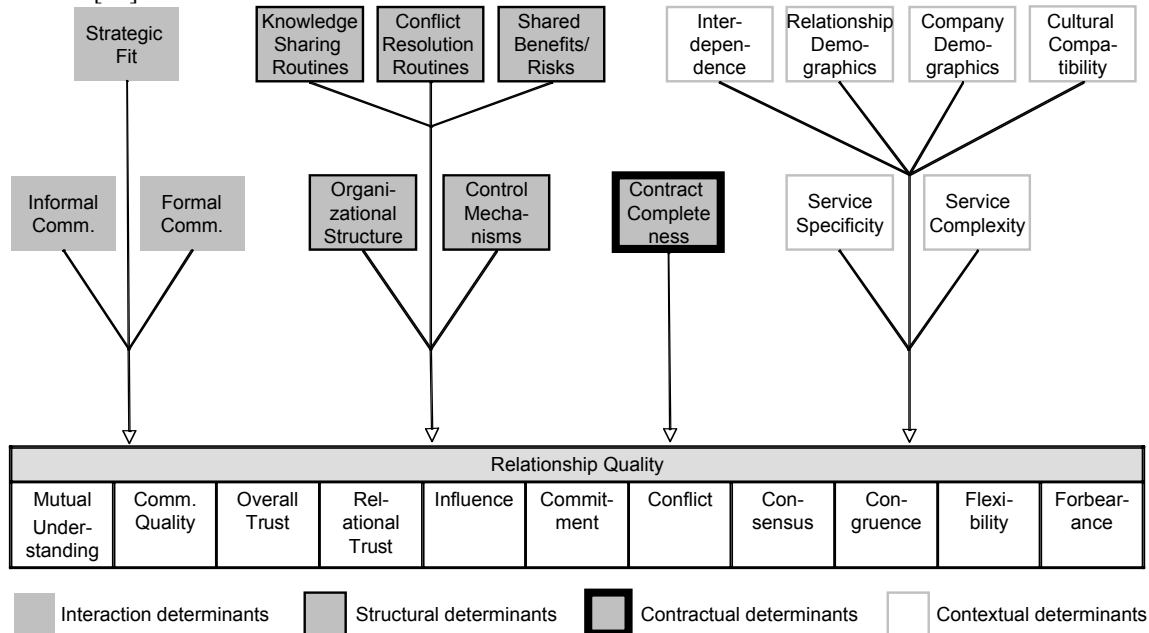 Strategic
Fit
Knowledge
Sharing
Routines
Conflict
Resolution
Routines
Shared
Benefits/
Risks
Inter-
depen-
dence
Relationship
Demo-
graphics
Company
Demo-
graphics
Cultural
Compa-
tibility
Informal
Comm.
Formal
Comm.
Organi-
zational
Structure
Control
Mecha-
nisms
Contract
Complete
ness
Service
Specificity
Service
Complexity
Relationship Quality
Mutual
Under-
standing
Comm.
Quality
Overall
Trust
Rel-
ational
Trust
Influence
Commit-
ment
Conflict
Con-
sensus
Con-
gruence
Flexi-
bility
Forbear-
ance
Interaction determinants
Structural determinants
Contractual determinants
Contextual determinants